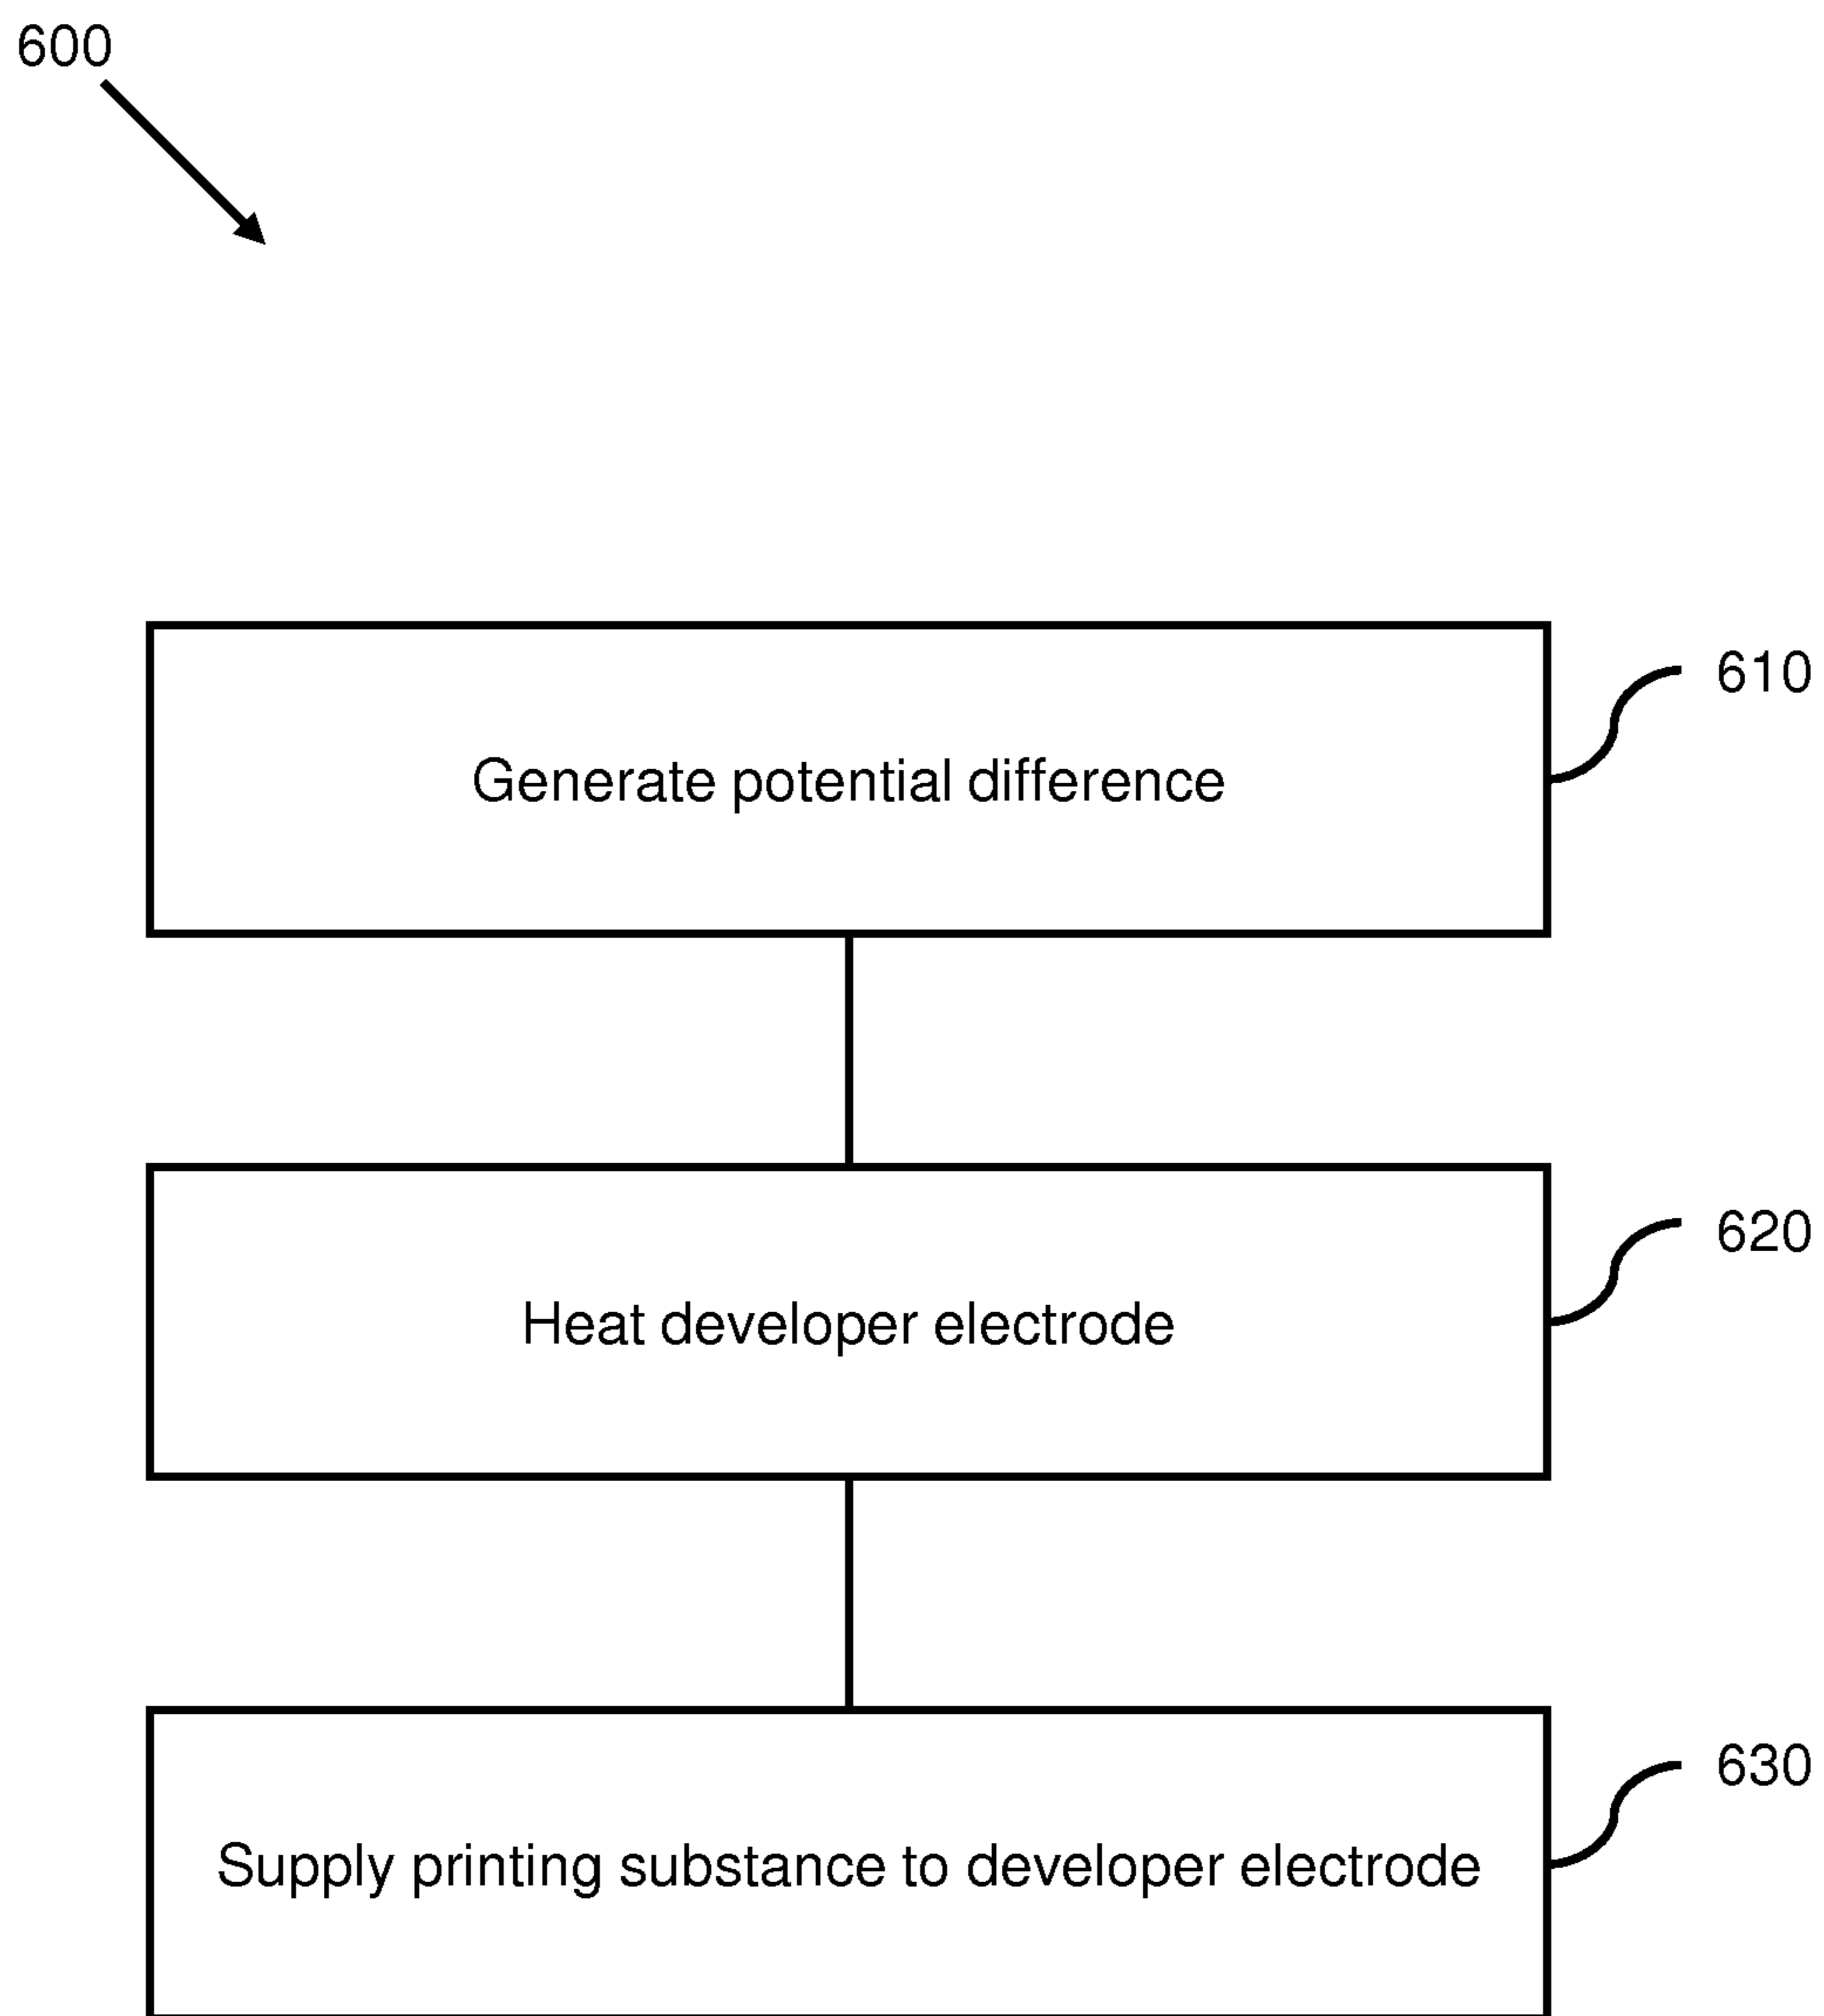 600
610
Generate potential difference
620
Heat developer electrode
630
Supply printing substance to developer electrode